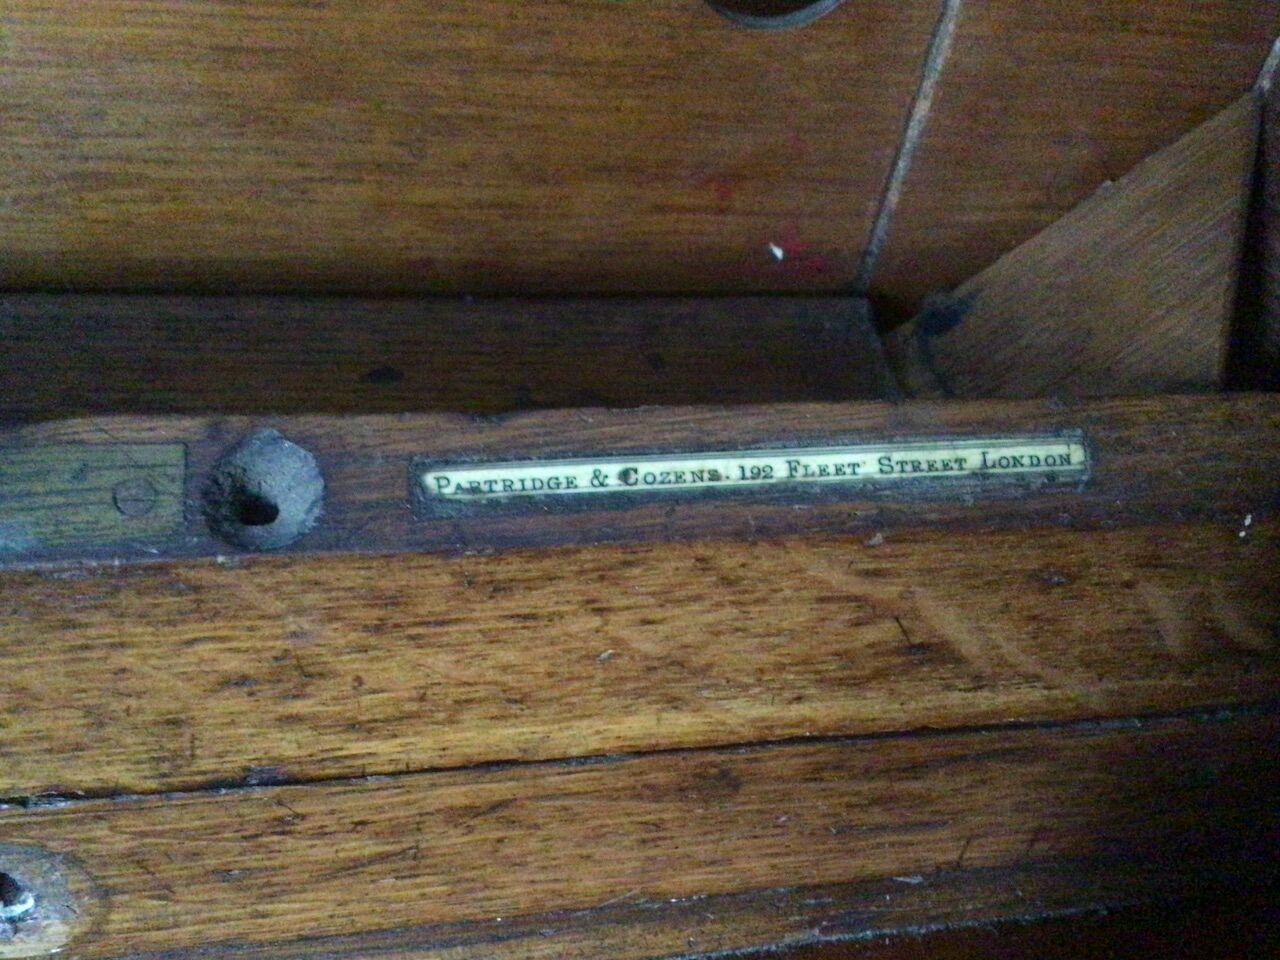 PARTRIDGE & COZENS. 192 FLEET STREET LONDON